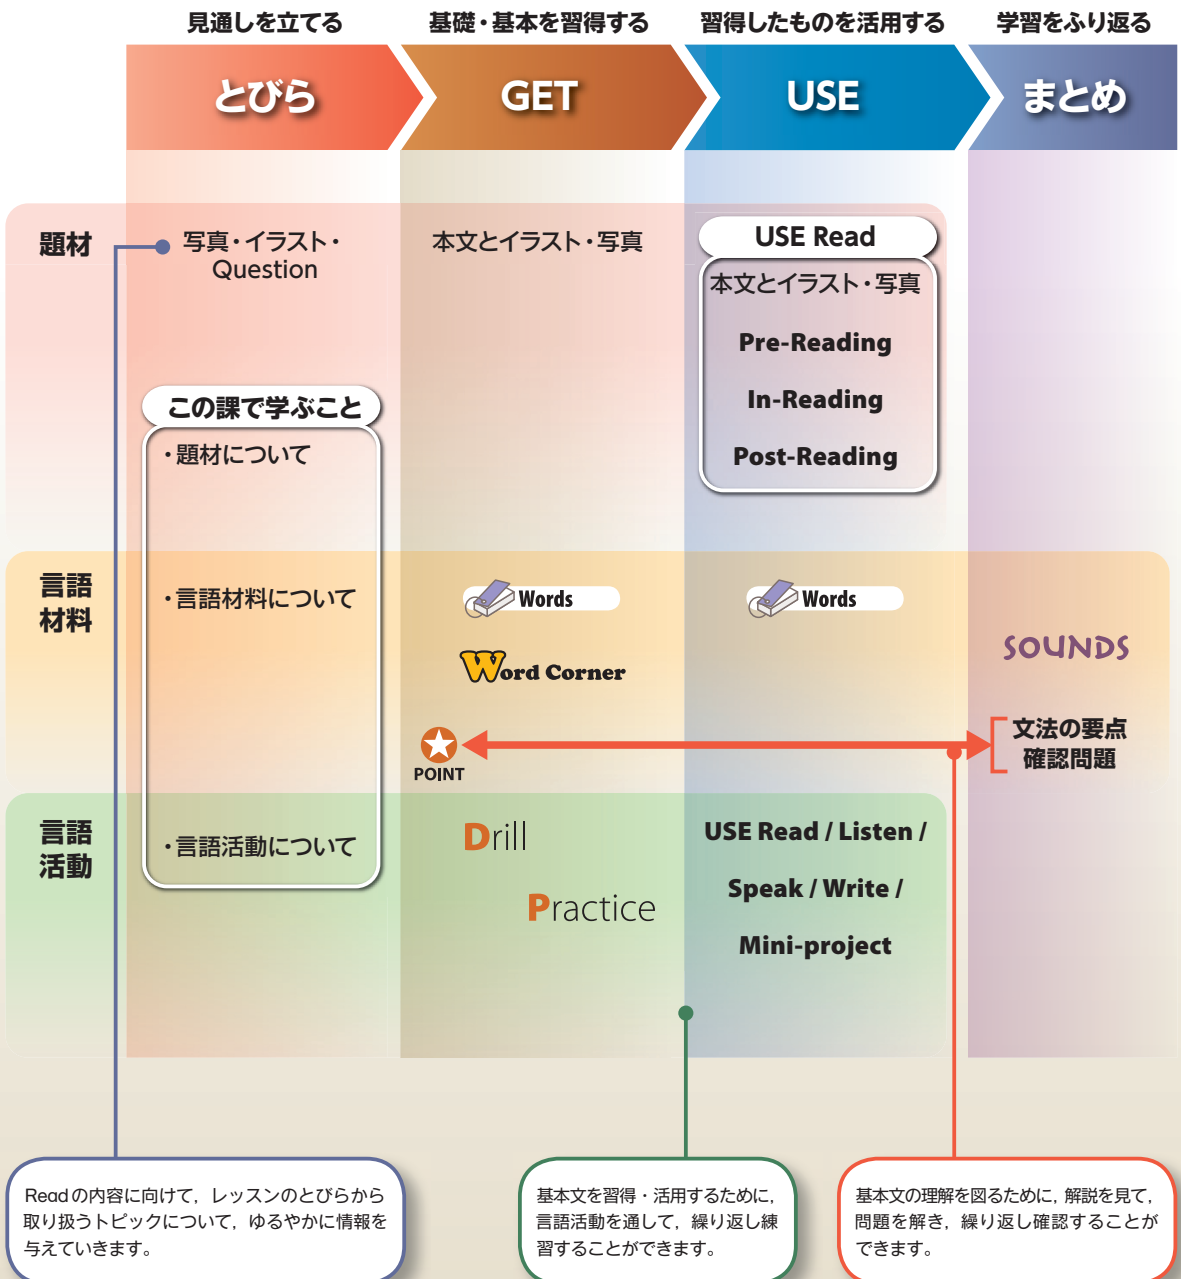 見通しを立てる
基礎・基本を習得する
習得したものを活用する
学習をふり返る
とびら
GET
USE
まとめ
題材
写真・イラスト・
Question
本文とイラスト・写真
USE Read
本文とイラスト・写真
Pre-Reading
In-Reading
Post-Reading
この課で学ぶこと
・題材について
言語
材料
・言語材料について
Words
Word Corner
Words
SOUNDS
POINT
文法の要点
確認問題
言語
活動
・言語活動について
Drill
Practice
USE Read / Listen /
Speak / Write /
Mini-project
Readの内容に向けて，レッスンのとびらから
取り扱うトピックについて，ゆるやかに情報を
与えていきます。
基本文を習得・活用するために，
言語活動を通して，繰り返し練
習することができます。
基本文の理解を図るために，解説を見て，
問題を解き，繰り返し確認することが
できます。